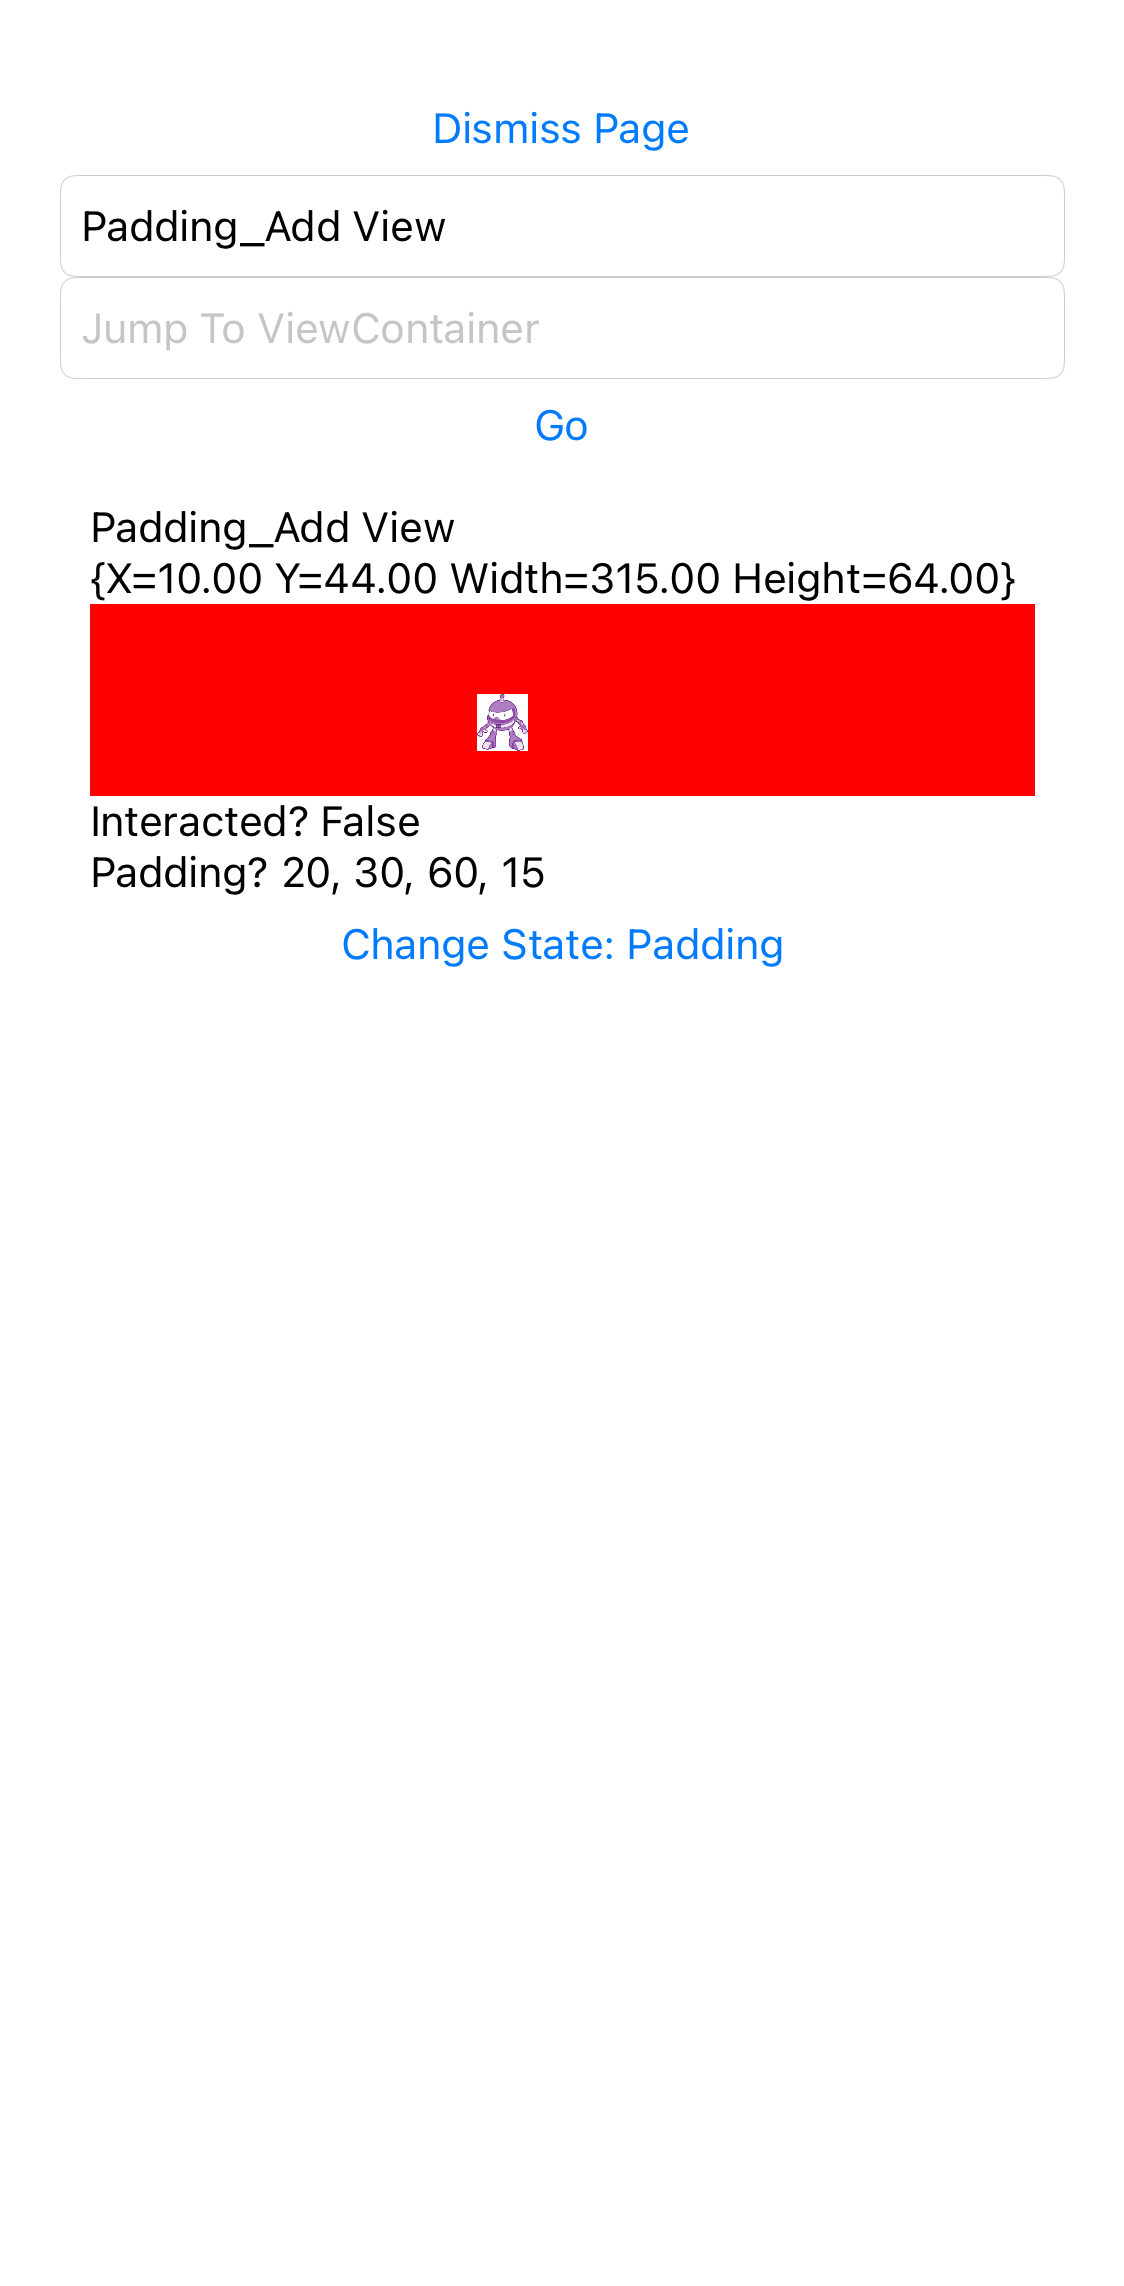 Dismiss Page
Padding_Add View
Jump To ViewContainer
Go
Padding_Add View
{X=10.00 Y=44.00 Width=315.00 Height=64.00}
Interacted? False
Padding? 20, 30, 60, 15
Change State: Padding